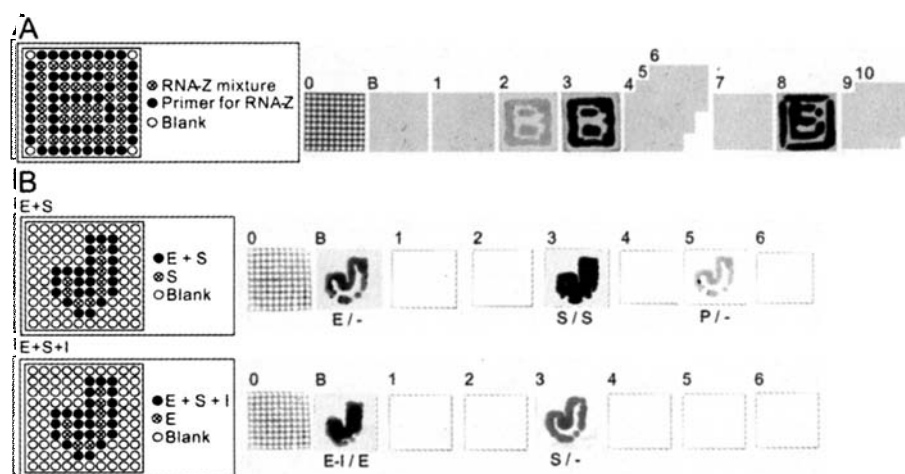 A
RNA-Z mixture
Primer for RNA-Z
Blank
0 B 1 2 3 4 5 6 7 8 9 10
B
E+S
E + S
S
Blank
0 B 1 2 3 4 5 6
E / - S / S P / -
E+S+I
E + S + I
E
Blank
0 B 1 2 3 4 5 6
E-I / E S / -